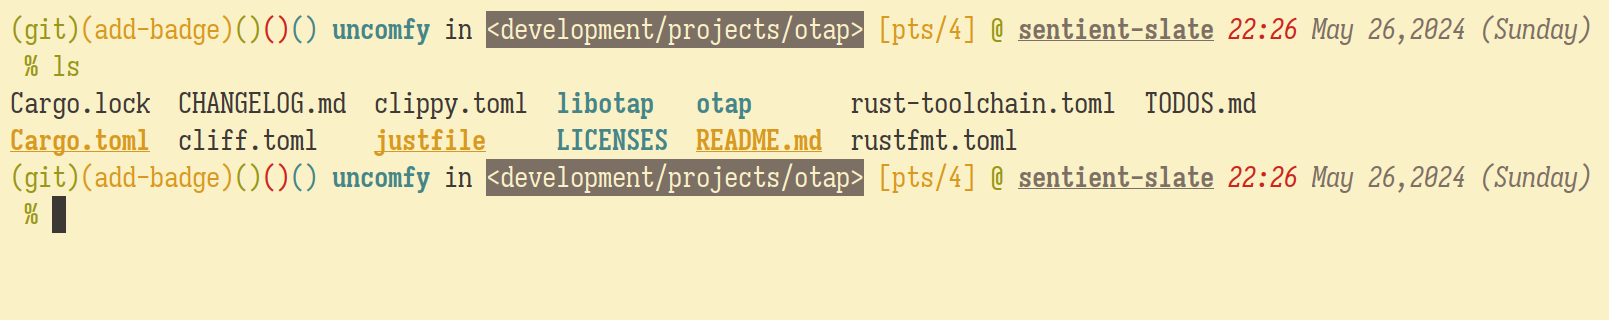 (git)(add-badge)()()() uncomfy in <development/projects/otap> [pts/4] @ sentient-slate 22:26 May 26,2024 (Sunday)
% ls
Cargo.lock CHANGELOG.md clippy.toml libotap otap rust-toolchain.toml TODOS.md
Cargo.toml cliff.toml justfile LICENSES README.md rustfmt.toml
(git)(add-badge)()()() uncomfy in <development/projects/otap> [pts/4] @ sentient-slate 22:26 May 26,2024 (Sunday)
%